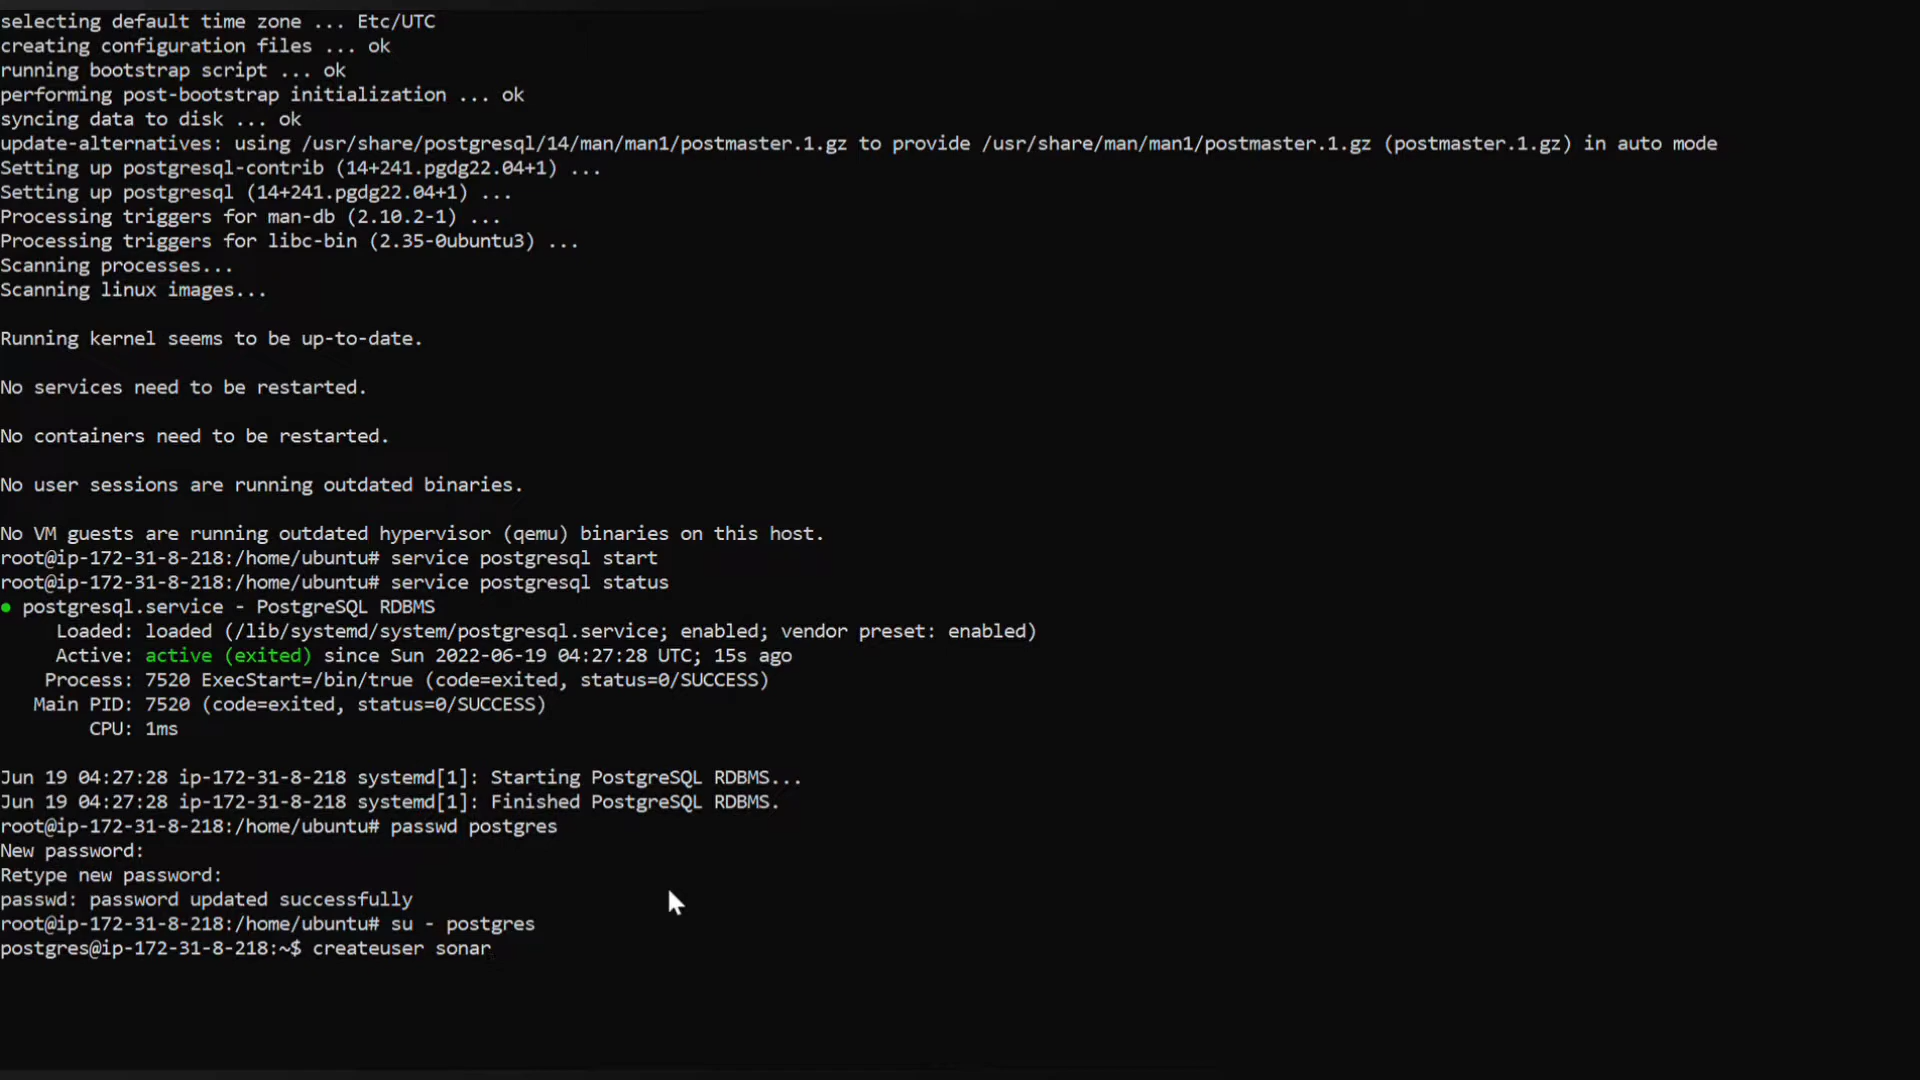 selecting default time zone ... Etc/UTC
creating configuration files ... ok
running bootstrap script ... ok
performing post-bootstrap initialization ... ok
syncing data to disk ... ok
update-alternatives: using /usr/share/postgresql/14/man/man1/postmaster.1.gz to provide /usr/share/man/man1/postmaster.1.gz (postmaster.1.gz) in auto mode
Setting up postgresql-contrib (14+241.pgdg22.04+1) ...
Setting up postgresql (14+241.pgdg22.04+1) ...
Processing triggers for man-db (2.10.2-1) ...
Processing triggers for libc-bin (2.35-0ubuntu3) ...
Scanning processes...
Scanning linux images...
Running kernel seems to be up-to-date.
No services need to be restarted.
No containers need to be restarted.
No user sessions are running outdated binaries.
No VM guests are running outdated hypervisor (qemu) binaries on this host.
root@ip-172-31-8-218:/home/ubuntu# service postgresql start
root@ip-172-31-8-218:/home/ubuntu# service postgresql status
● postgresql.service - PostgreSQL RDBMS
Loaded: loaded (/lib/systemd/system/postgresql.service; enabled; vendor preset: enabled)
Active: active (exited) since Sun 2022-06-19 04:27:28 UTC; 15s ago
Process: 7520 ExecStart=/bin/true (code=exited, status=0/SUCCESS)
Main PID: 7520 (code=exited, status=0/SUCCESS)
CPU: 1ms
Jun 19 04:27:28 ip-172-31-8-218 systemd[1]: Starting PostgreSQL RDBMS...
Jun 19 04:27:28 ip-172-31-8-218 systemd[1]: Finished PostgreSQL RDBMS.
root@ip-172-31-8-218:/home/ubuntu# passwd postgres
New password:
Retype new password:
passwd: password updated successfully
root@ip-172-31-8-218:/home/ubuntu# su - postgres
postgres@ip-172-31-8-218:~$ createuser sonar